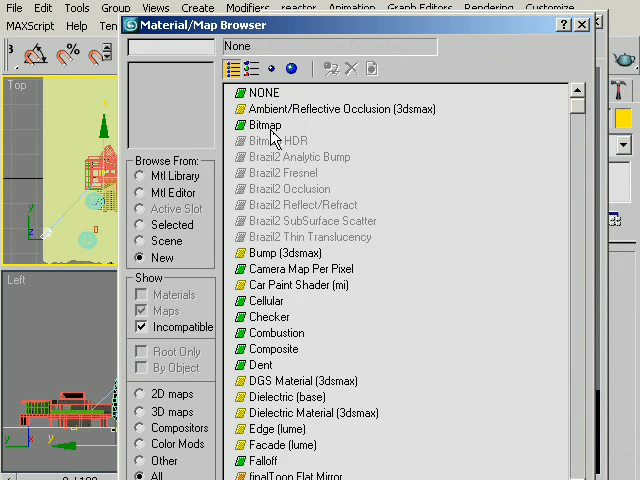 File Edit Tools Group Views Create Modifiers reactor Animation Graph Editors Rendering Customize
MAXScript Help
Material/Map Browser
None
Top
NONE
Ambient/Reflective Occlusion (3dsmax)
Bitmap
Brazil2 Analytic Bump
Brazil2 Fresnel
Brazil2 Occlusion
Brazil2 Reflect/Refract
Brazil2 SubSurface Scatter
Brazil2 Thin Translucency
Bump (3dsmax)
Camera Map Per Pixel
Car Paint Shader (mi)
Cellular
Checker
Combustion
Composite
Dent
DGS Material (3dsmax)
Dielectric (base)
Dielectric Material (3dsmax)
Edge (lume)
Facade (lume)
Falloff
finalToon Flat Mirror
Browse From:
Mtl Library
Mtl Editor
Active Slot
Selected
Scene
New
Show
Materials
Maps
Incompatible
Root Only
By Object
2D maps
3D maps
Compositors
Color Mods
Other
All
Left
y
x
y
x
y